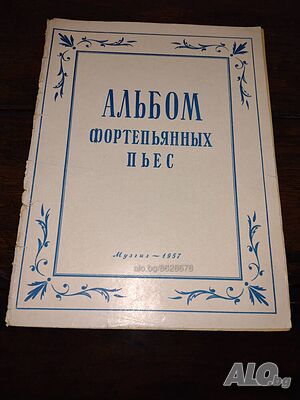 АЛЬБОМ
ФОРТЕПЬЯННЫХ
ПЬЕС
Музгиз — 1957
alo.bg/8628678
ALO.bg